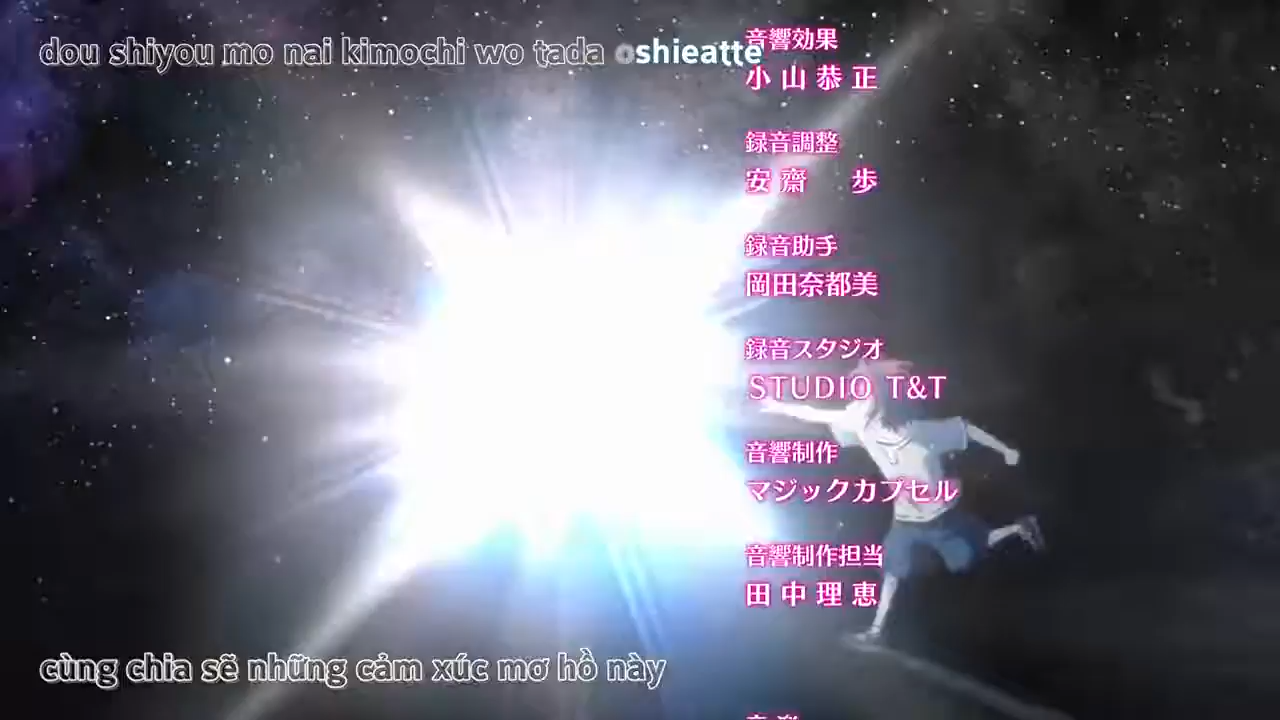 dou shiyou mo nai kimochi wo tada oshieatte
音響効果
小山恭正
録音調整
安齋 歩
録音助手
岡田奈都美
録音スタジオ
STUDIO T&T
音響制作
マジックカプセル
音響制作担当
田中理恵
cùng chia sẽ những cảm xúc mơ hồ này